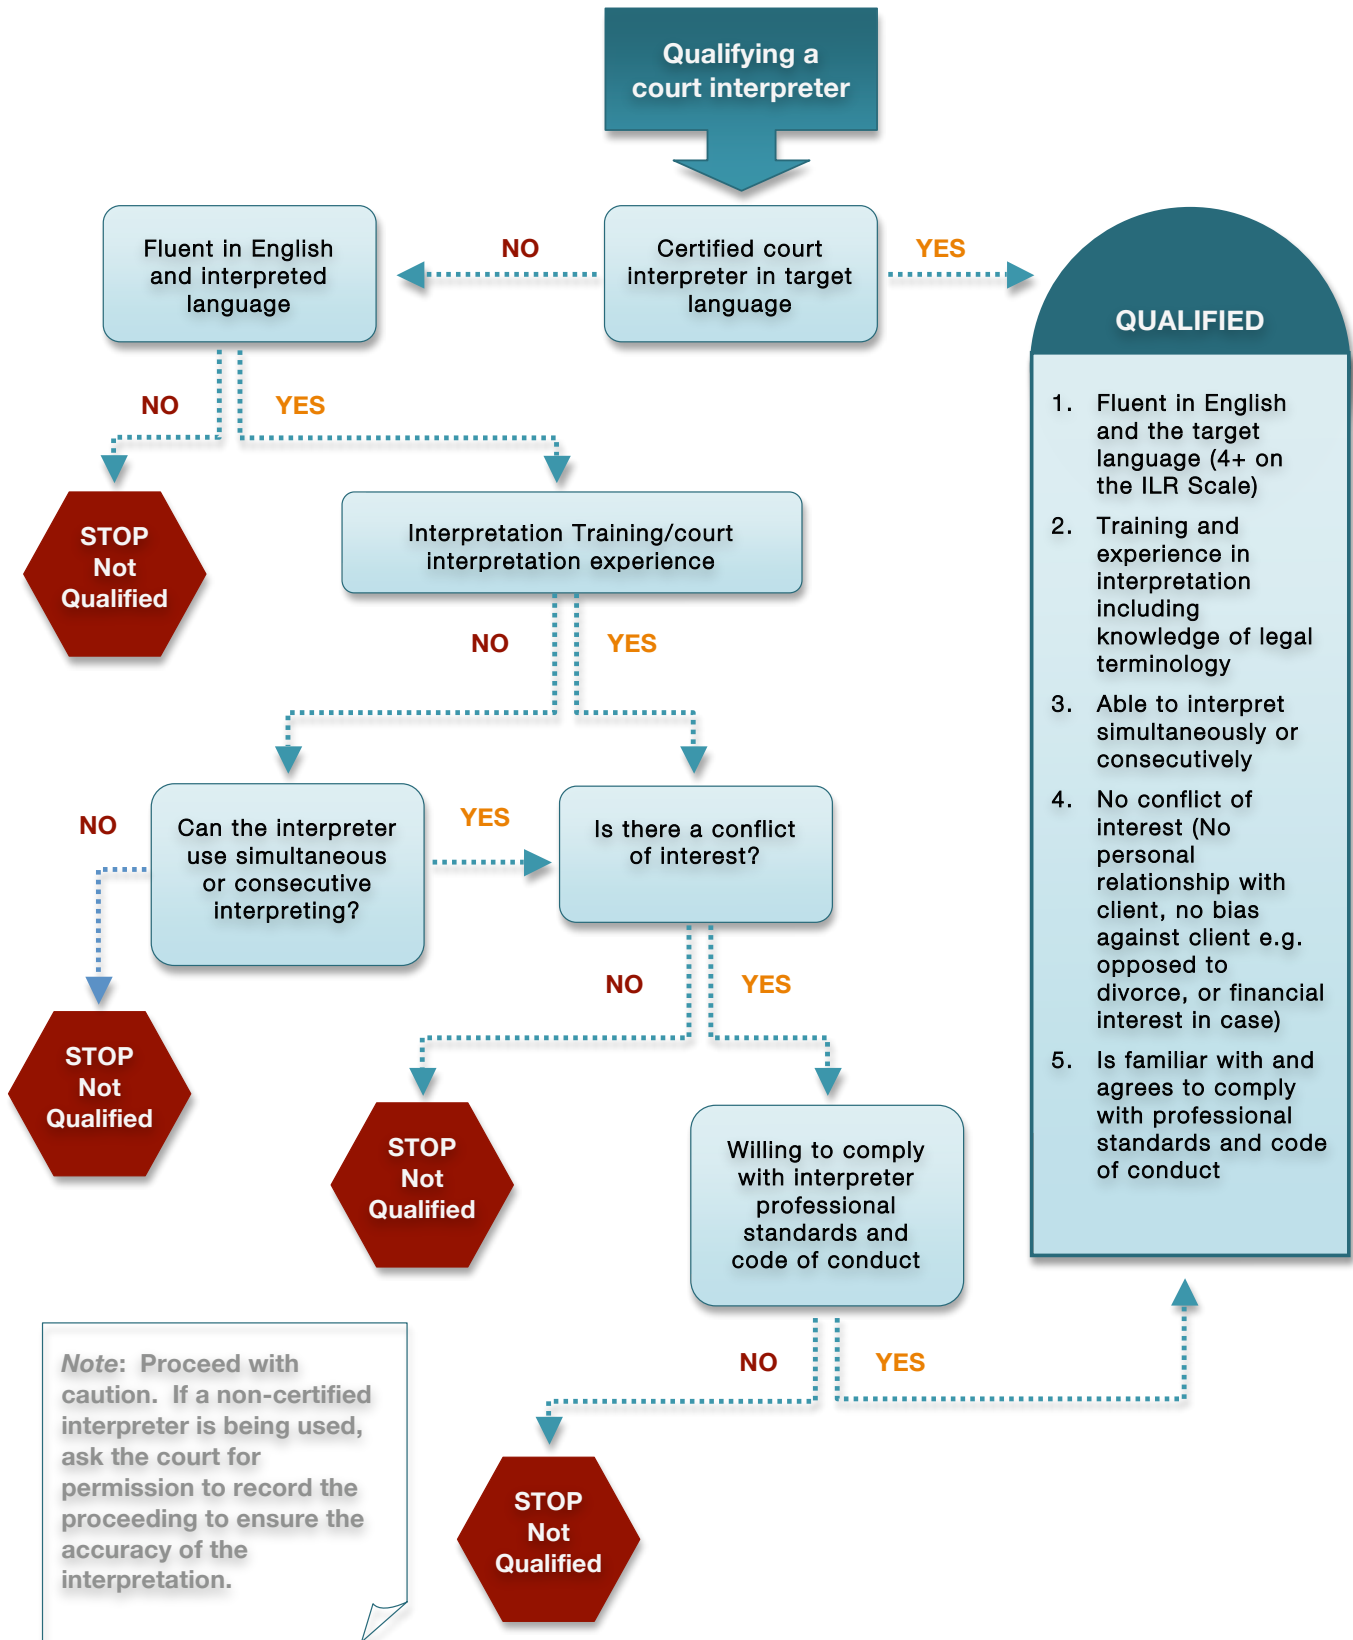 Qualifying a
court interpreter
Fluent in English
and interpreted
language
NO
Certified court
interpreter in target
language
YES
QUALIFIED
1. Fluent in English
and the target
language (4+ on
the ILR Scale)
2. Training and
experience in
interpretation
including
knowledge of legal
terminology
3. Able to interpret
simultaneously or
consecutively
4. No conflict of
interest (No
personal
relationship with
client, no bias
against client e.g.
opposed to
divorce, or financial
interest in case)
5. Is familiar with and
agrees to comply
with professional
standards and code
of conduct
NO
YES
STOP
Not
Qualified
Interpretation Training/court
interpretation experience
NO
YES
NO
Can the interpreter
use simultaneous
or consecutive
interpreting?
YES
Is there a conflict
of interest?
STOP
Not
Qualified
NO
YES
STOP
Not
Qualified
Willing to comply
with interpreter
professional
standards and
code of conduct
NO
YES
STOP
Not
Qualified
Note: Proceed with
caution. If a non-certified
interpreter is being used,
ask the court for
permission to record the
proceeding to ensure the
accuracy of the
interpretation.